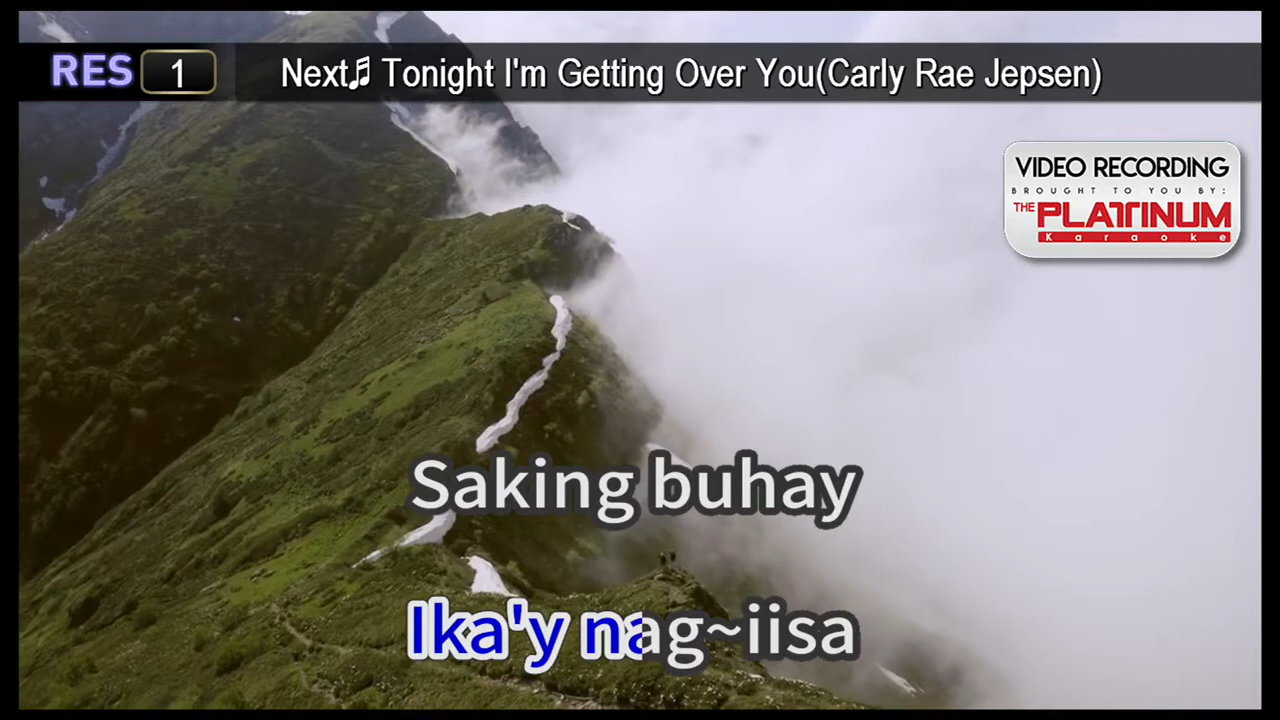 RES 1 Next♫ Tonight I'm Getting Over You(Carly Rae Jepsen)
VIDEO RECORDING
BROUGHT TO YOU BY:
THE PLATINUM
Karaoke
Saking buhay
Ika'y nag~iisa